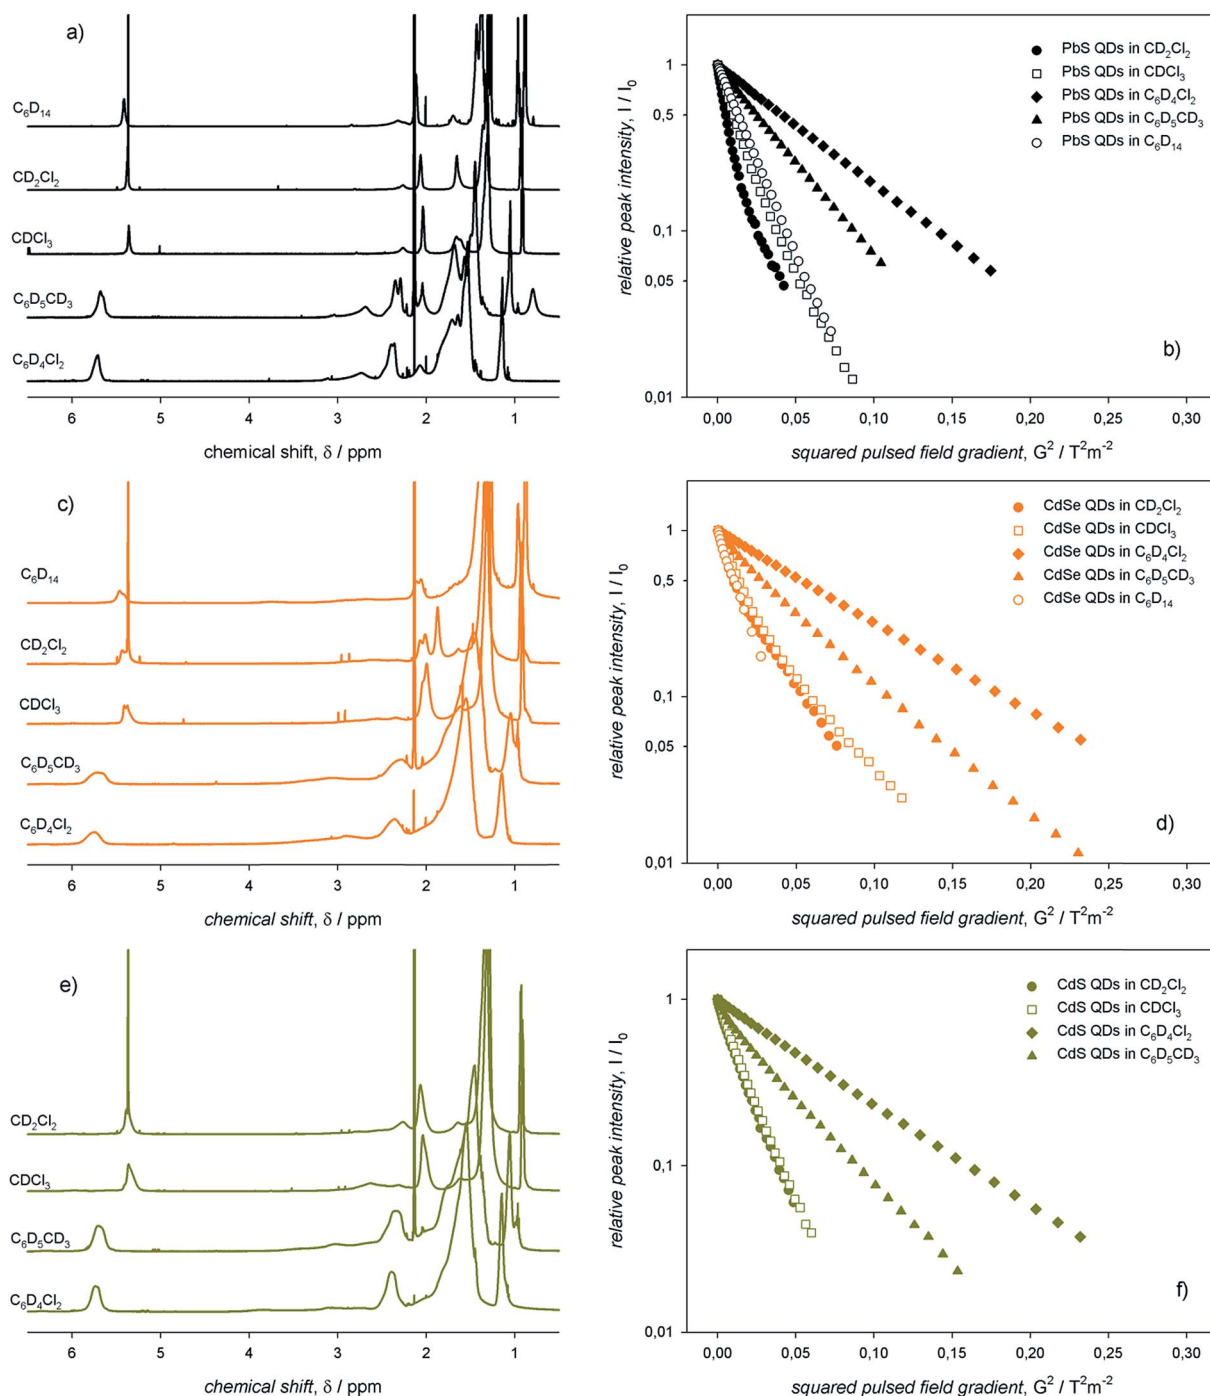 a)
C₆D₁₄
CD₂Cl₂
CDCl₃
C₆D₅CD₃
C₆D₄Cl₂
6 5 4 3 2 1
chemical shift, δ / ppm
relative peak intensity, I / I₀
1
0,5
0,1
0,05
0,01
PbS QDs in CD₂Cl₂
PbS QDs in CDCl₃
PbS QDs in C₆D₄Cl₂
PbS QDs in C₆D₅CD₃
PbS QDs in C₆D₁₄
b)
0,00 0,05 0,10 0,15 0,20 0,25 0,30
squared pulsed field gradient, G² / T²m⁻²
c)
C₆D₁₄
CD₂Cl₂
CDCl₃
C₆D₅CD₃
C₆D₄Cl₂
6 5 4 3 2 1
chemical shift, δ / ppm
relative peak intensity, I / I₀
1
0,5
0,1
0,05
0,01
CdSe QDs in CD₂Cl₂
CdSe QDs in CDCl₃
CdSe QDs in C₆D₄Cl₂
CdSe QDs in C₆D₅CD₃
CdSe QDs in C₆D₁₄
d)
0,00 0,05 0,10 0,15 0,20 0,25 0,30
squared pulsed field gradient, G² / T²m⁻²
e)
CD₂Cl₂
CDCl₃
C₆D₅CD₃
C₆D₄Cl₂
6 5 4 3 2 1
chemical shift, δ / ppm
relative peak intensity, I / I₀
1
0,1
0,01
CdS QDs in CD₂Cl₂
CdS QDs in CDCl₃
CdS QDs in C₆D₄Cl₂
CdS QDs in C₆D₅CD₃
f)
0,00 0,05 0,10 0,15 0,20 0,25 0,30
squared pulsed field gradient, G² / T²m⁻²